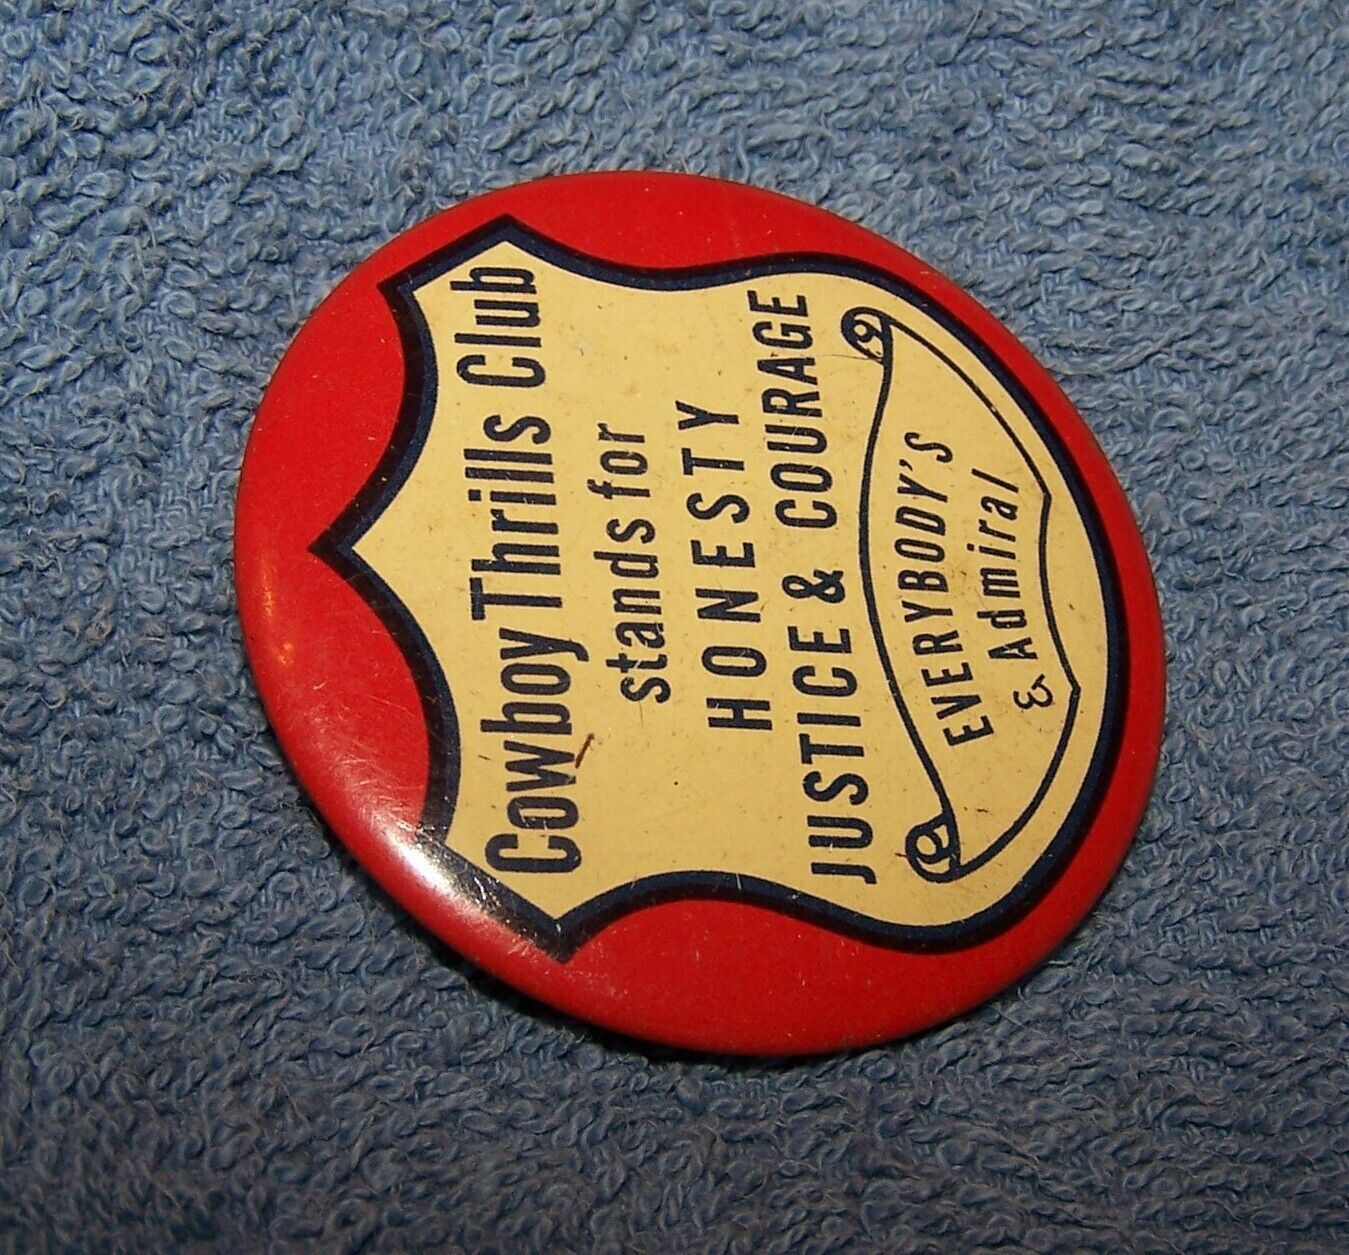 Cowboy Thrills Club
stands for
HONESTY
JUSTICE & COURAGE
EVERYBODY'S
& Admiral